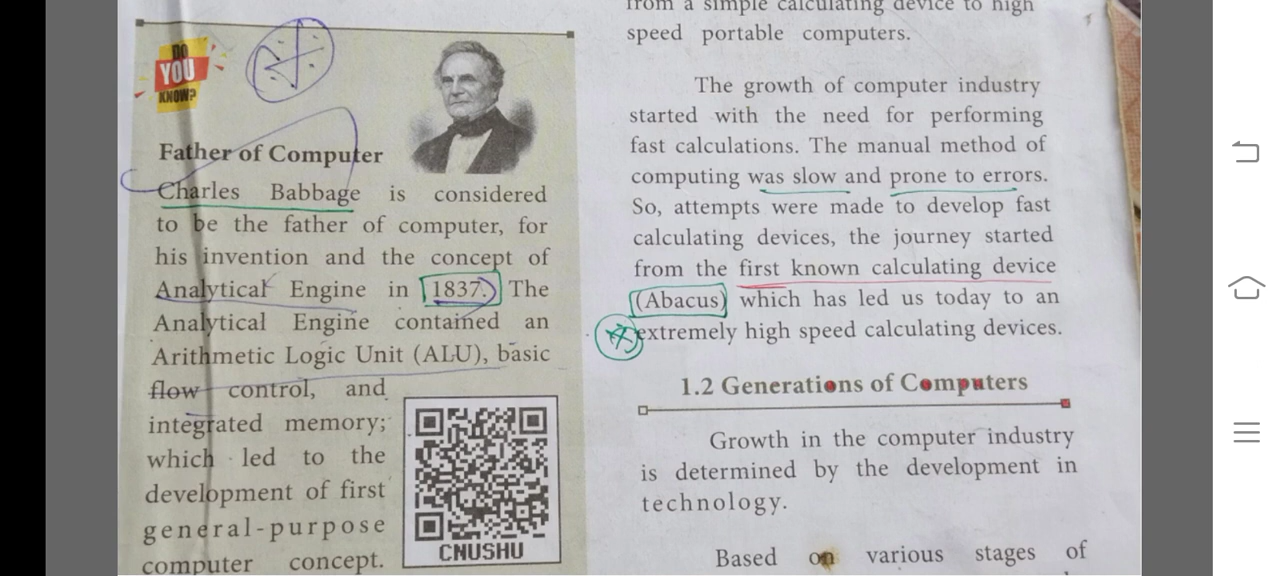 DO
YOU
KNOW?
Father of Computer
Charles Babbage is considered
to be the father of computer, for
his invention and the concept of
Analytical Engine in 1837. The
Analytical Engine contained an
Arithmetic Logic Unit (ALU), basic
flow control, and
integrated memory;
which led to the
development of first
general-purpose
computer concept.
CNUSHU
from a simple calculating device to high
speed portable computers.
The growth of computer industry
started with the need for performing
fast calculations. The manual method of
computing was slow and prone to errors.
So, attempts were made to develop fast
calculating devices, the journey started
from the first known calculating device
(Abacus) which has led us today to an
extremely high speed calculating devices.
1.2 Generations of Computers
Growth in the computer industry
is determined by the development in
technology.
Based on various stages of